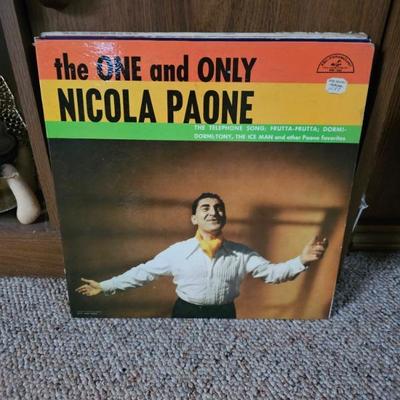 the ONE and ONLY
NICOLA PAONE
THE TELEPHONE SONG; FRUTTA-FRUTTA; DORMI-
DORMI; TONY, THE ICE MAN and other Paone favorites